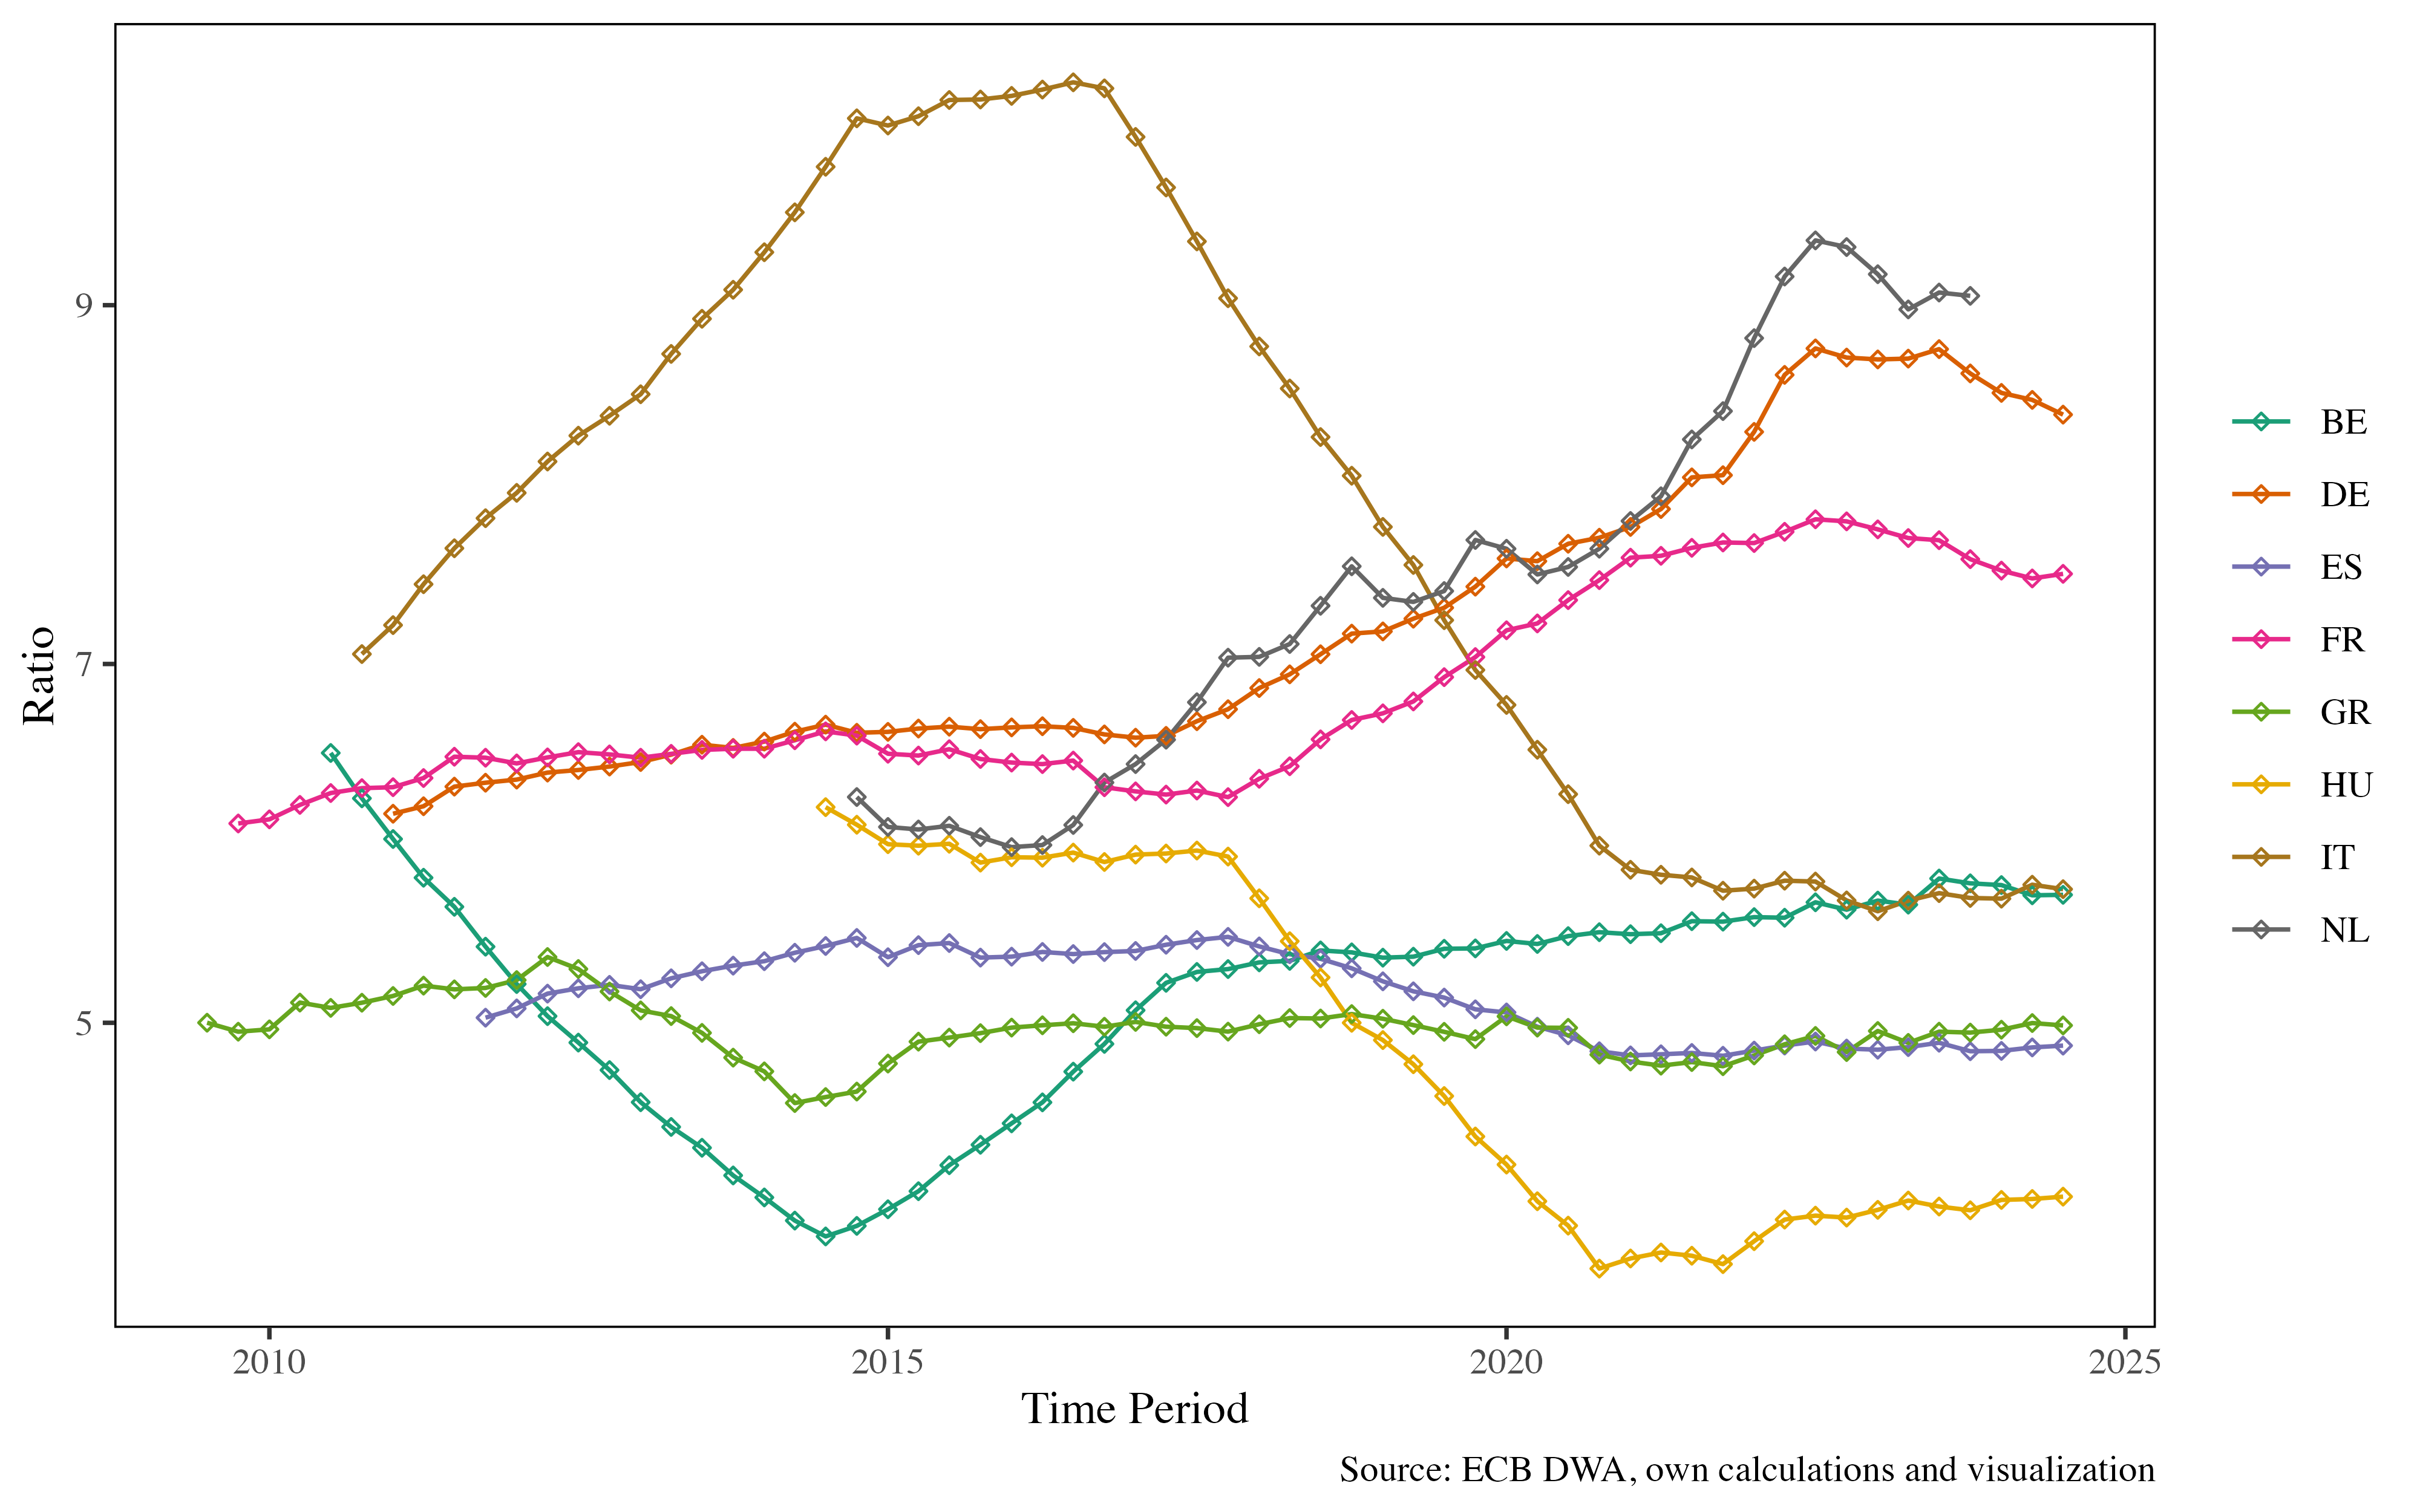 9
7
5
Ratio
2010
2015
2020
2025
Time Period
BE
DE
ES
FR
GR
HU
IT
NL
Source: ECB DWA, own calculations and visualization